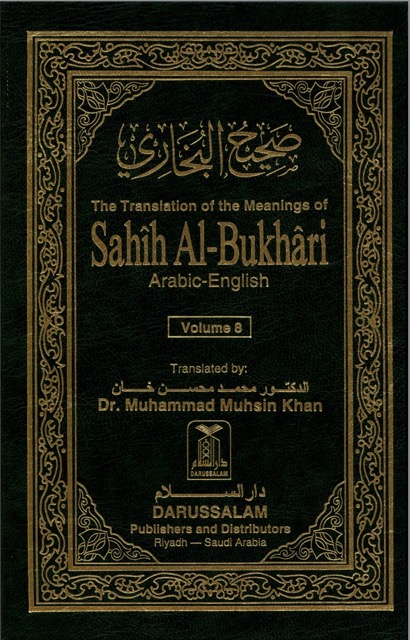 صحيح البخاري
The Translation of the Meanings of
Sahîh Al-Bukhâri
Arabic-English
Volume 8
Translated by:
الدكتور محمد محسن خان
Dr. Muhammad Muhsin Khan
دار السلام
DARUSSALAM
دار السلام
DARUSSALAM
Publishers and Distributors
Riyadh — Saudi Arabia